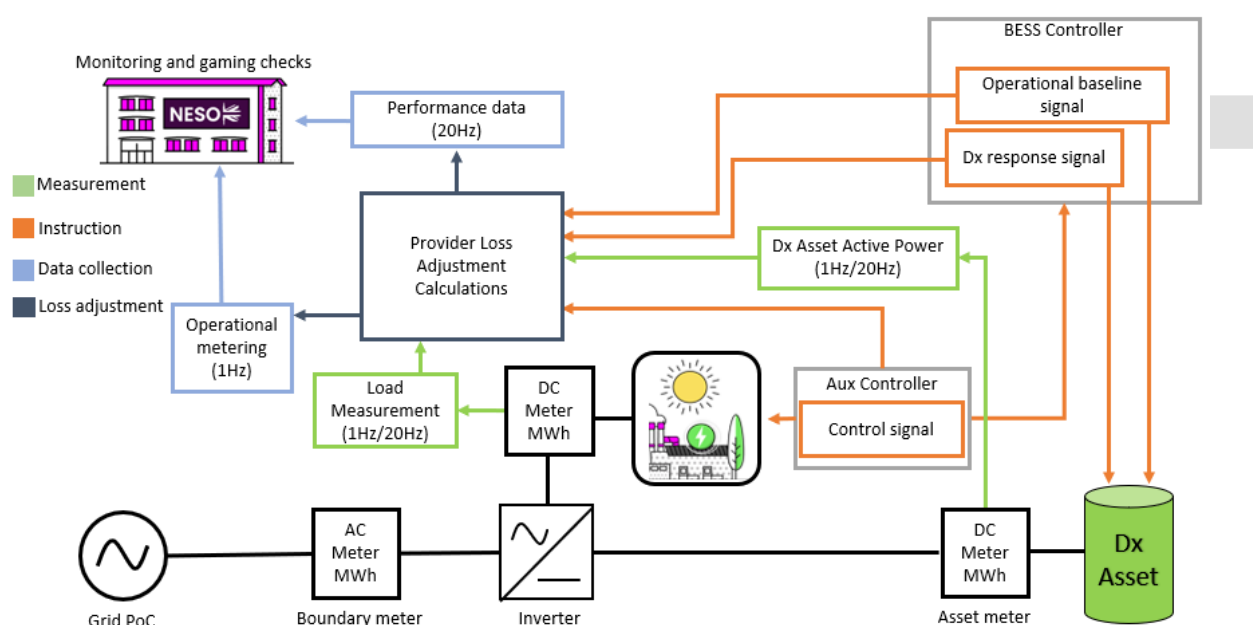 Monitoring and gaming checks
NESO
Performance data
(20Hz)
BESS Controller
Operational baseline
signal
Dx response signal
Measurement
Instruction
Data collection
Loss adjustment
Provider Loss
Adjustment
Calculations
Dx Asset Active Power
(1Hz/20Hz)
Operational
metering
(1Hz)
Load
Measurement
(1Hz/20Hz)
DC
Meter
MWh
Aux Controller
Control signal
AC
Meter
MWh
DC
Meter
MWh
Dx
Asset
Grid PoC
Boundary meter
Inverter
Asset meter